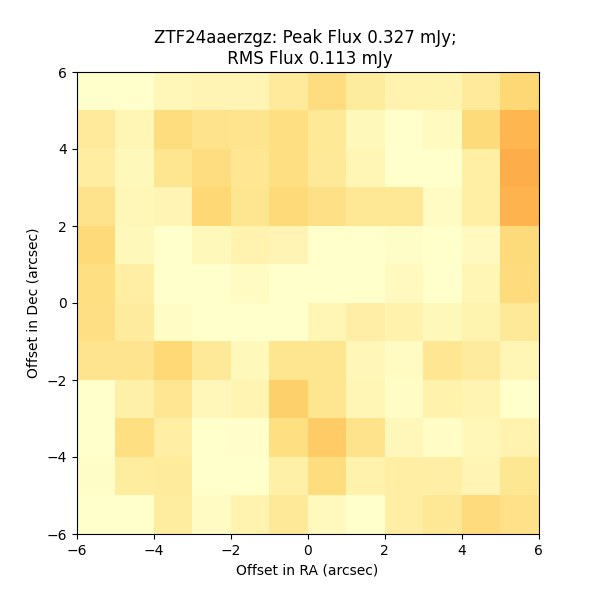 ZTF24aaerzgz: Peak Flux 0.327 mJy;
RMS Flux 0.113 mJy
6
4
2
0
−2
−4
−6
Offset in Dec (arcsec)
−6 −4 −2 0 2 4 6
Offset in RA (arcsec)